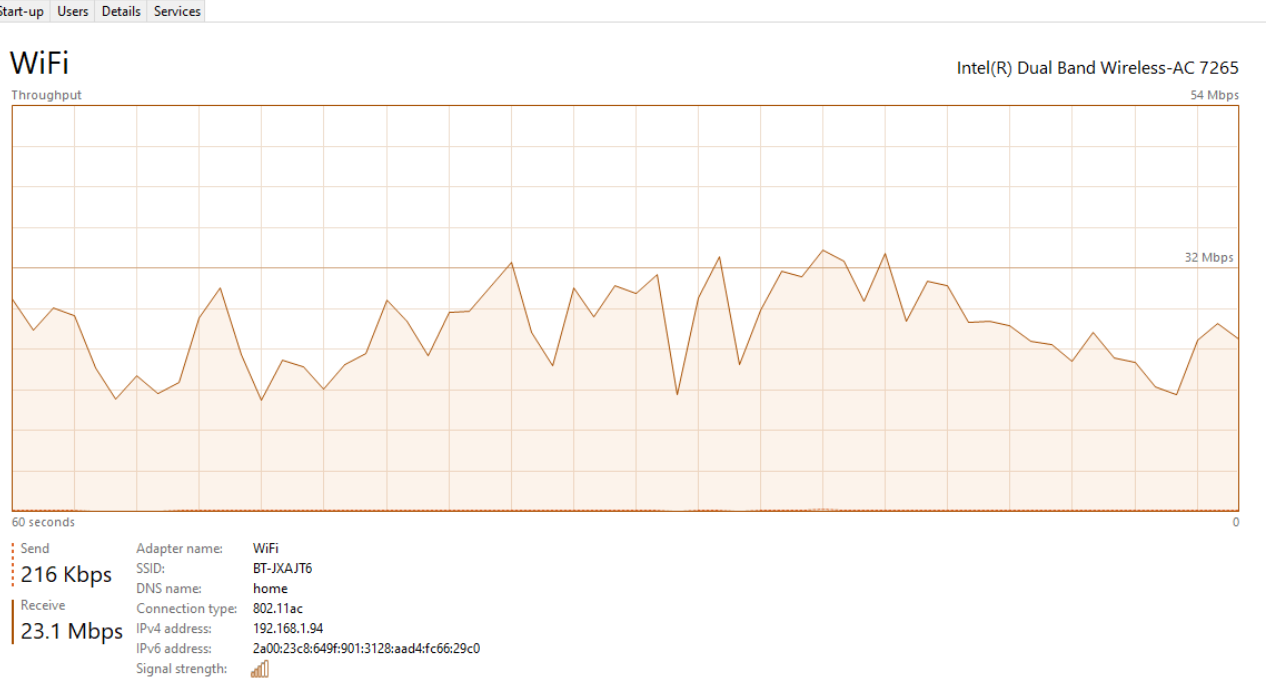 Start-up Users Details Services
WiFi
Intel(R) Dual Band Wireless-AC 7265
Throughput
54 Mbps
32 Mbps
60 seconds
0
Send
216 Kbps
Receive
23.1 Mbps
Adapter name: WiFi
SSID: BT-JXAJT6
DNS name: home
Connection type: 802.11ac
IPv4 address: 192.168.1.94
IPv6 address: 2a00:23c8:649f:901:3128:aad4:fc66:29c0
Signal strength: